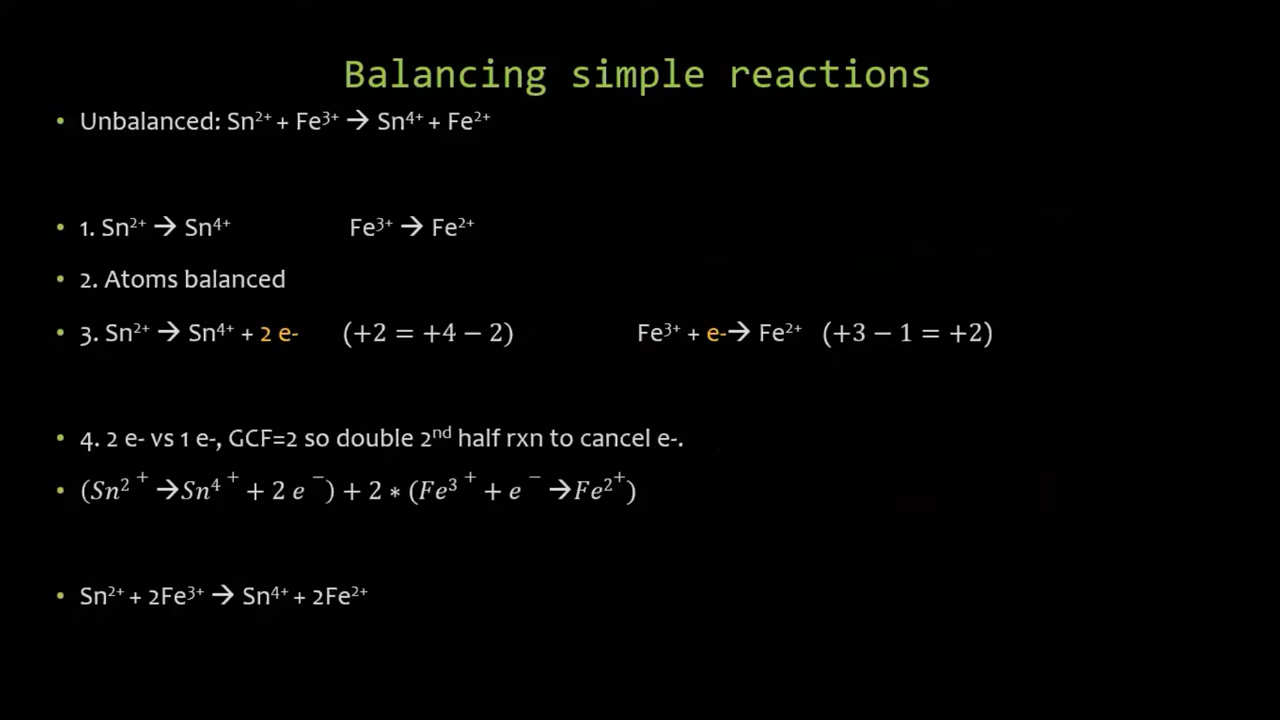 Balancing simple reactions
• Unbalanced: Sn²⁺ + Fe³⁺ → Sn⁴⁺ + Fe²⁺
• 1. Sn²⁺ → Sn⁴⁺ Fe³⁺ → Fe²⁺
• 2. Atoms balanced
• 3. Sn²⁺ → Sn⁴⁺ + 2 e- (+2 = +4 − 2) Fe³⁺ + e-→ Fe²⁺ (+3 − 1 = +2)
• 4. 2 e- vs 1 e-, GCF=2 so double 2ⁿᵈ half rxn to cancel e-.
• (Sn² ⁺ →Sn⁴ ⁺ + 2 e ⁻) + 2 ∗ (Fe³ ⁺ + e ⁻ →Fe²⁺)
• Sn²⁺ + 2Fe³⁺ → Sn⁴⁺ + 2Fe²⁺